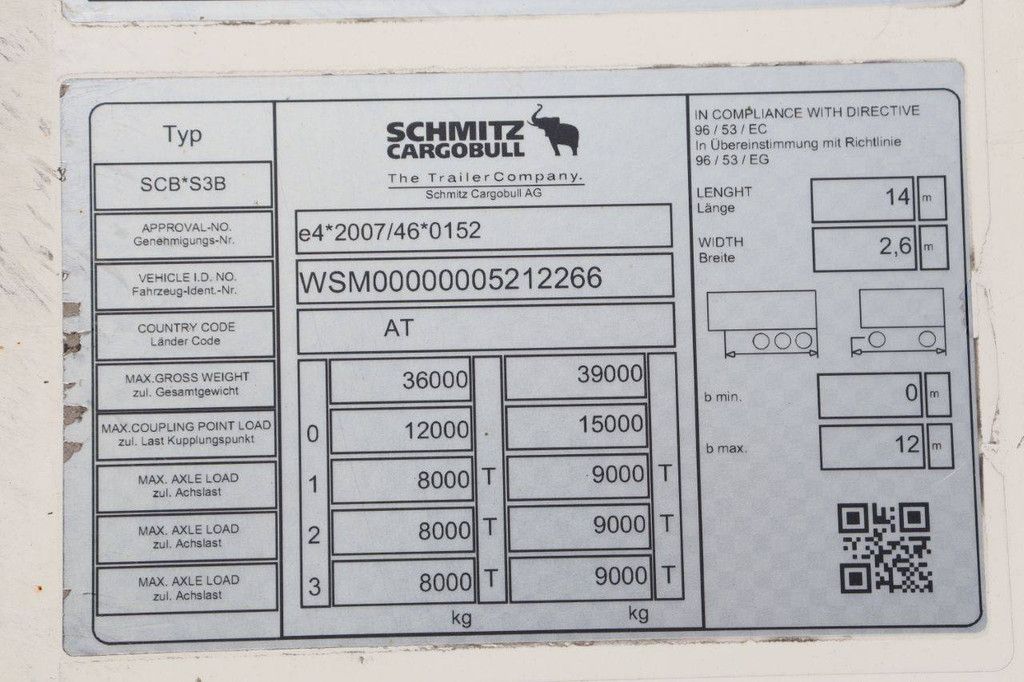 Typ
SCB*S3B
APPROVAL-NO.
Genehmigungs-Nr.
VEHICLE I.D. NO.
Fahrzeug-Ident.-Nr.
COUNTRY CODE
Länder Code
MAX.GROSS WEIGHT
zul. Gesamtgewicht
MAX.COUPLING POINT LOAD
zul. Last Kupplungspunkt
MAX. AXLE LOAD
zul. Achslast
MAX. AXLE LOAD
zul. Achslast
MAX. AXLE LOAD
zul. Achslast
SCHMITZ
CARGOBULL
The TrailerCompany.
Schmitz Cargobull AG
e4*2007/46*0152
WSM00000005212266
AT
36000 39000
0 12000 15000
1 8000 T 9000 T
2 8000 T 9000 T
3 8000 T 9000 T
kg kg
IN COMPLIANCE WITH DIRECTIVE
96 / 53 / EC
In Übereinstimmung mit Richtlinie
96 / 53 / EG
LENGHT
Länge
14 m
WIDTH
Breite
2,6 m
b min. 0 m
b max. 12 m